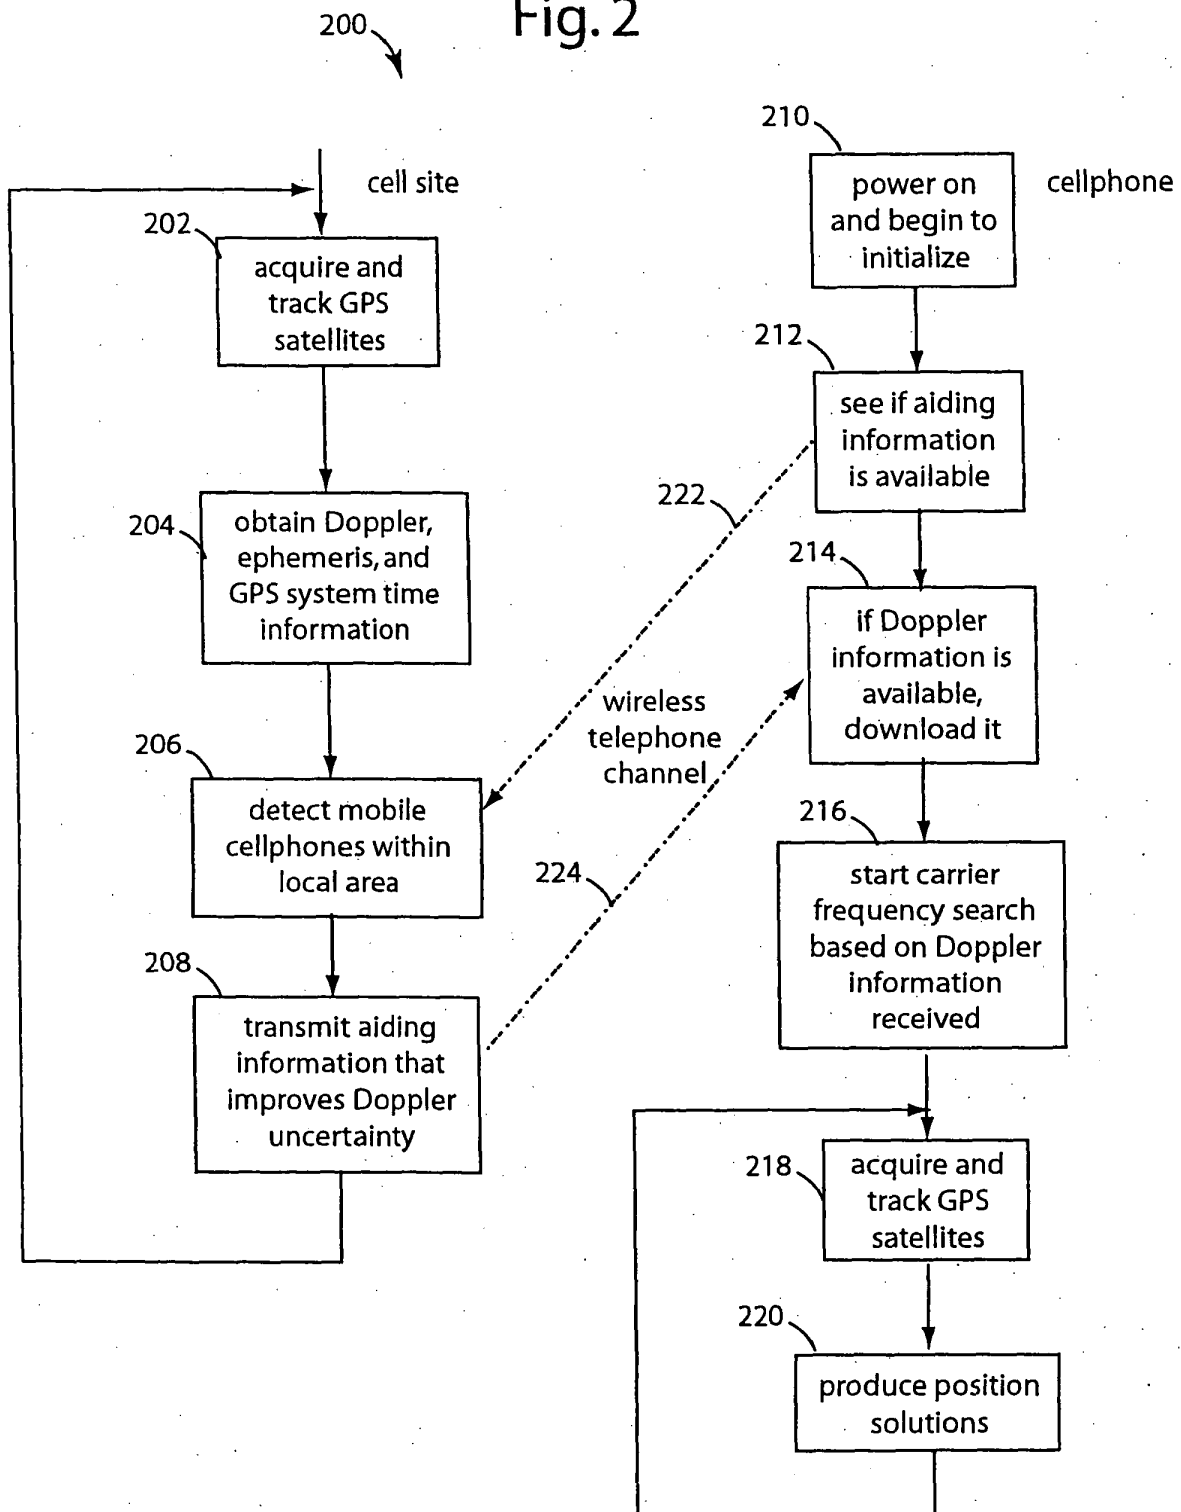 Fig. 2
200
cell site
202
acquire and
track GPS
satellites
204
obtain Doppler,
ephemeris, and
GPS system time
information
206
detect mobile
cellphones within
local area
208
transmit aiding
information that
improves Doppler
uncertainty
222
wireless
telephone
channel
224
210
power on
and begin to
initialize
cellphone
212
see if aiding
information
is available
214
if Doppler
information is
available,
download it
216
start carrier
frequency search
based on Doppler
information
received
218
acquire and
track GPS
satellites
220
produce position
solutions